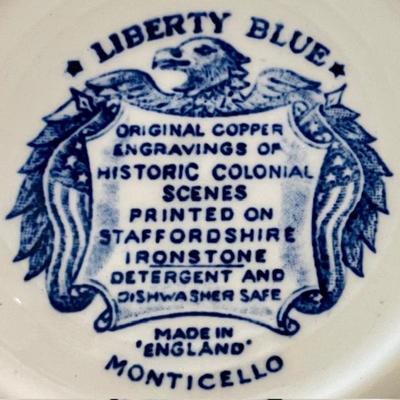 ★ LIBERTY BLUE ★
ORIGINAL COPPER
ENGRAVINGS OF
HISTORIC COLONIAL
SCENES
PRINTED ON
STAFFORDSHIRE
IRONSTONE
DETERGENT AND
DISHWASHER SAFE
MADE IN
"ENGLAND"
MONTICELLO